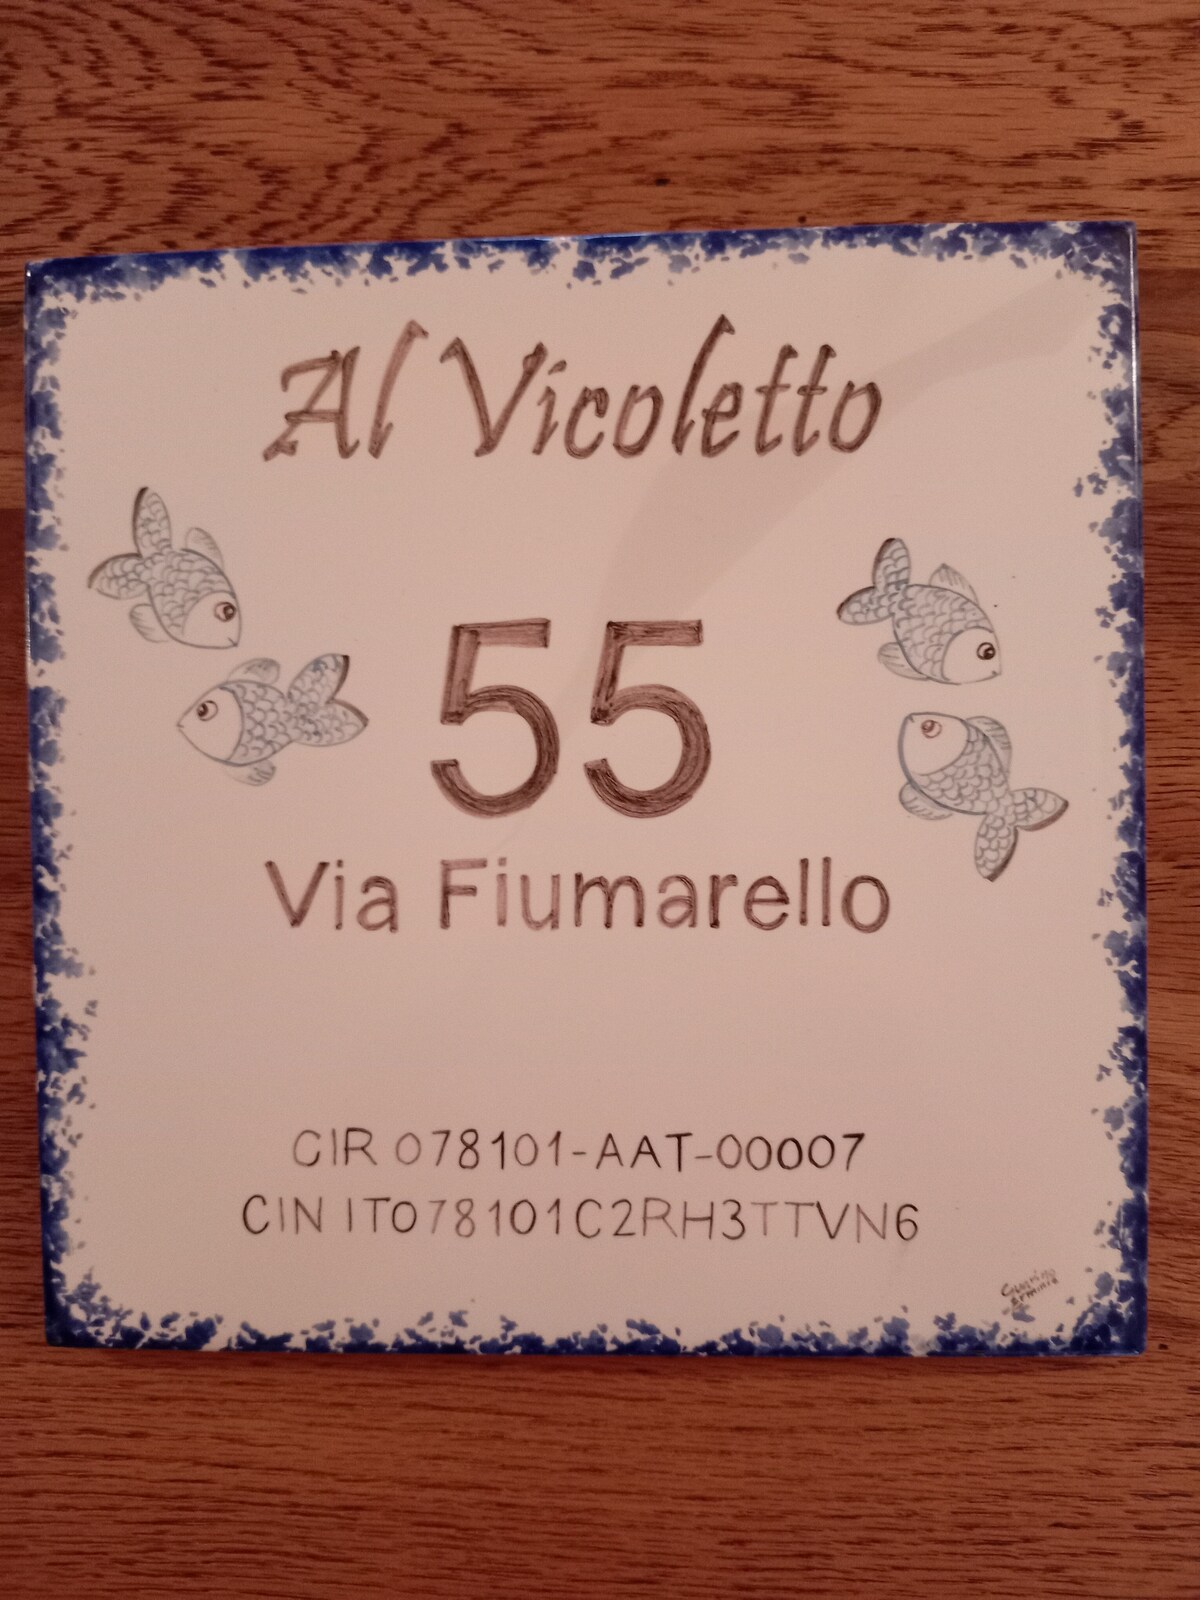 Al Vicoletto
55
Via Fiumarello
CIR 078101-AAT-00007
CIN IT078101C2RH3TTVN6